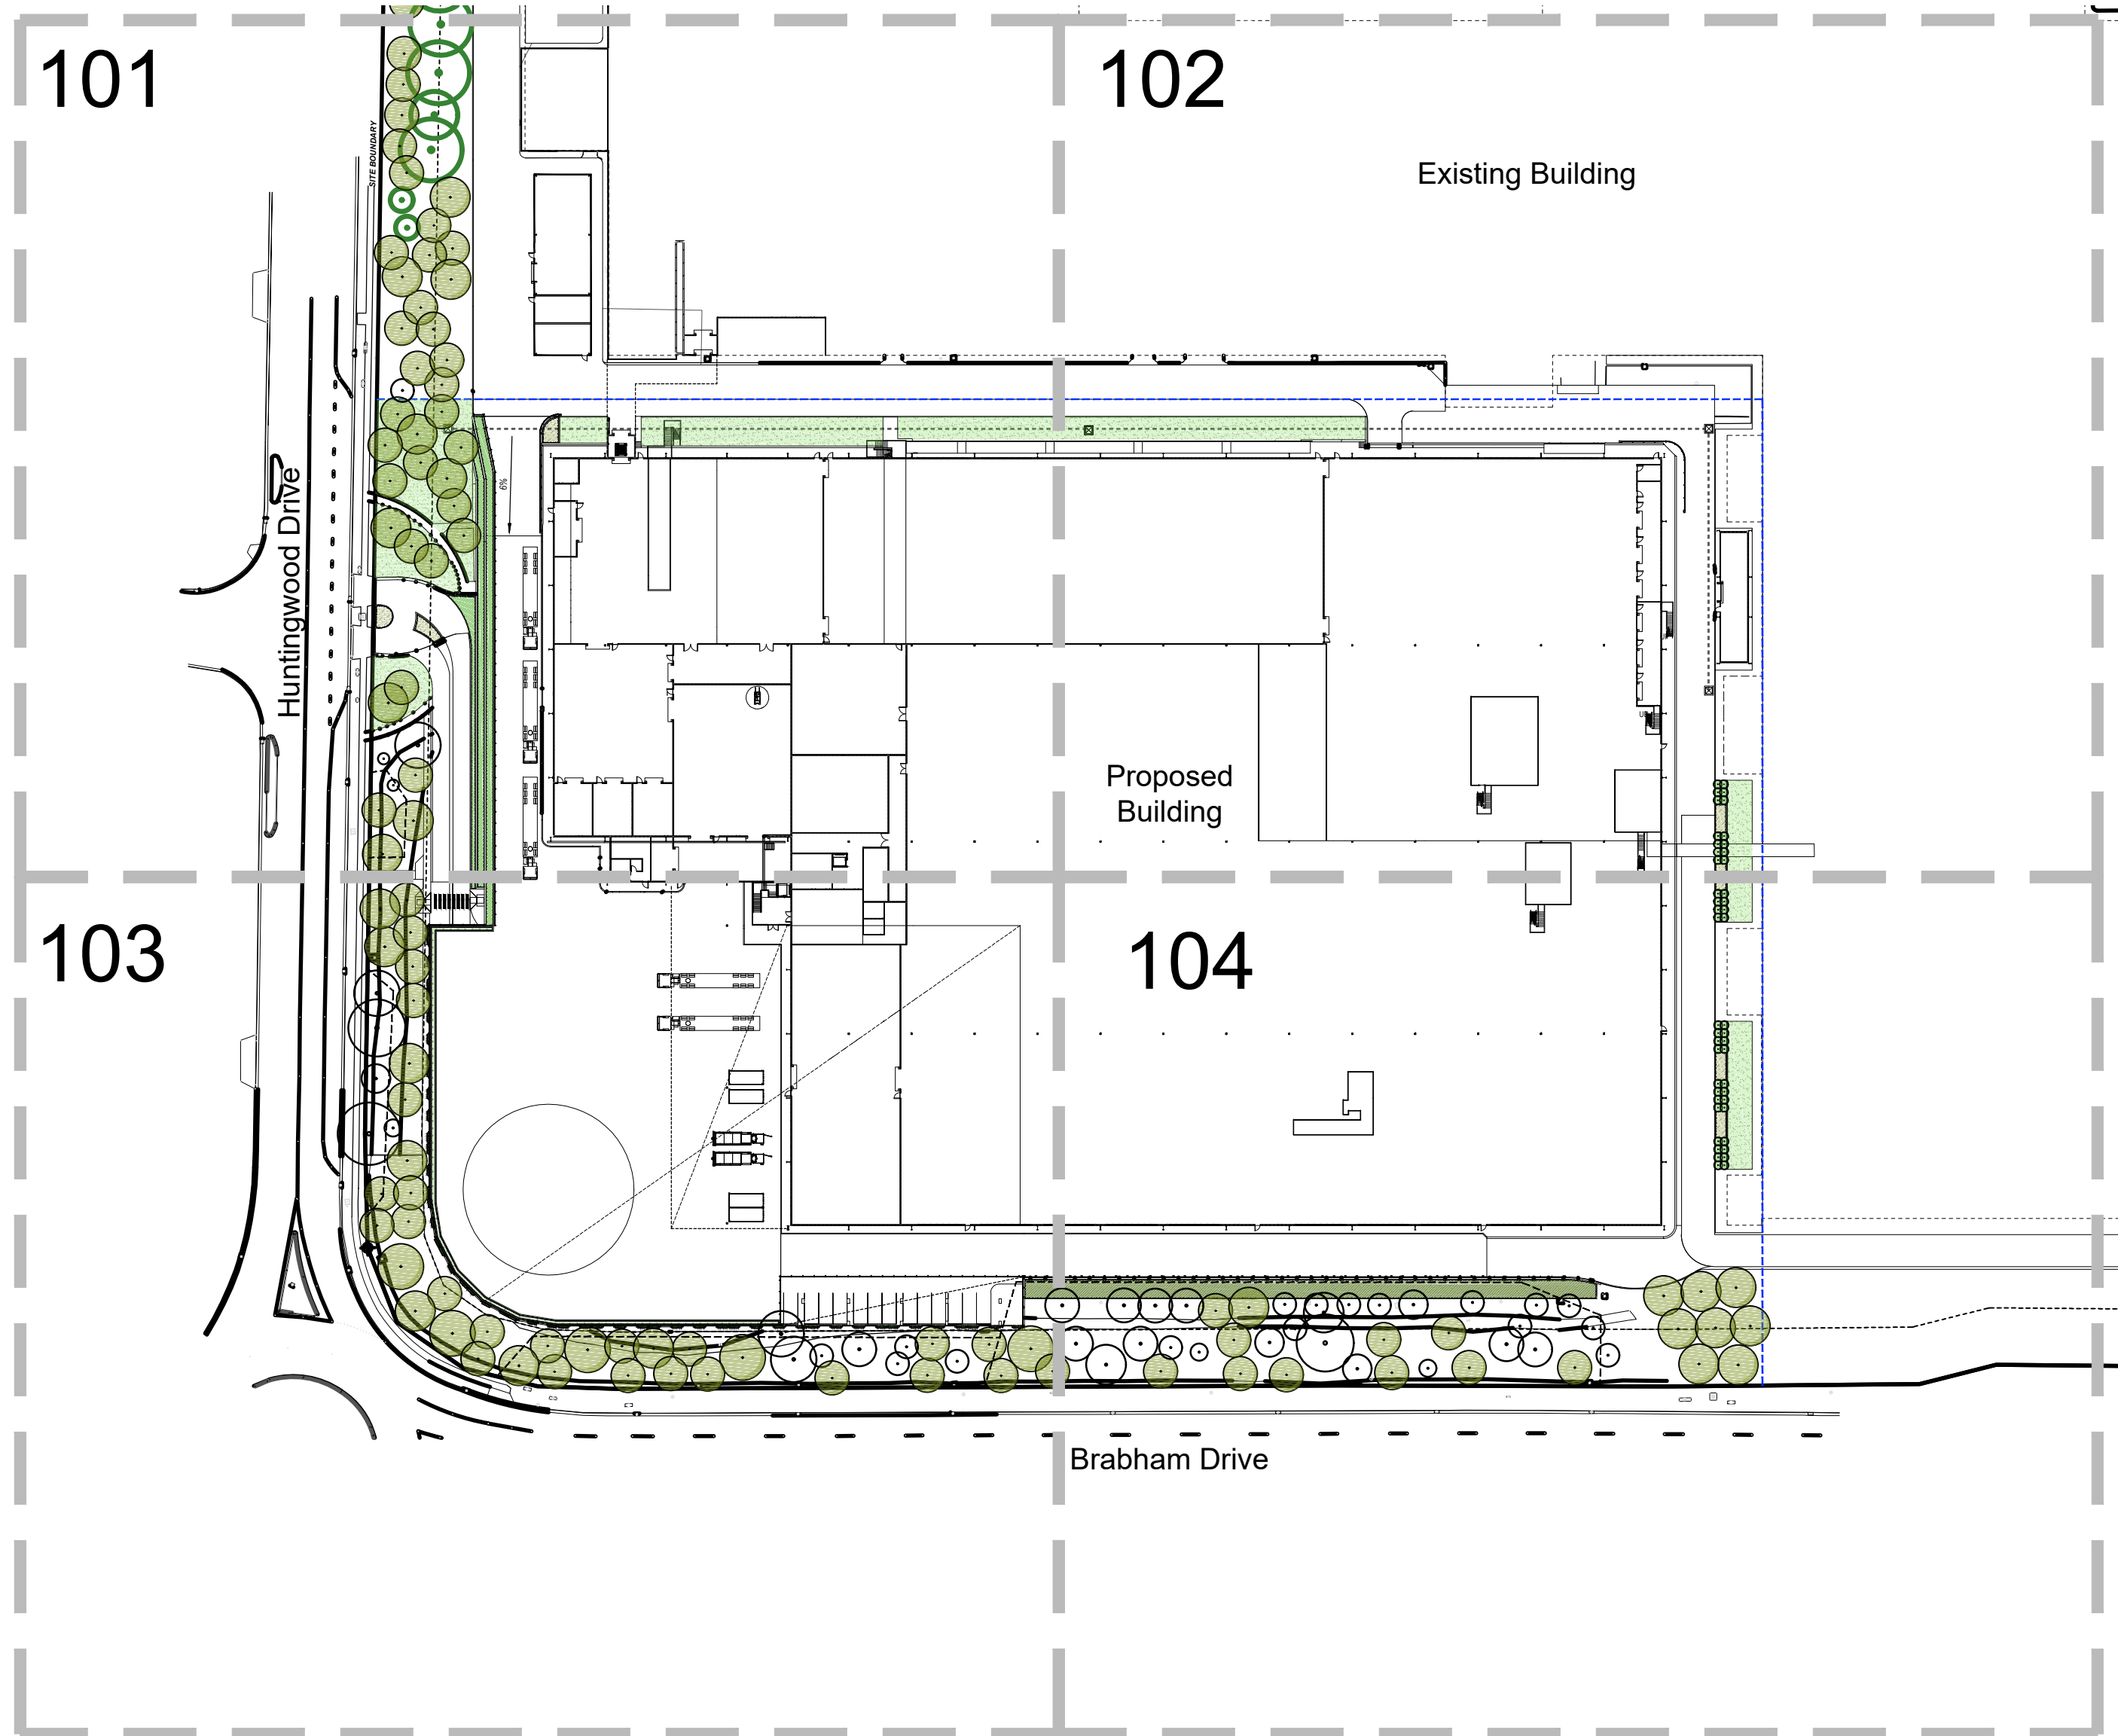 101
102
SITE BOUNDARY
Existing Building
6%
Huntingwood Drive
Proposed
Building
103
104
Brabham Drive